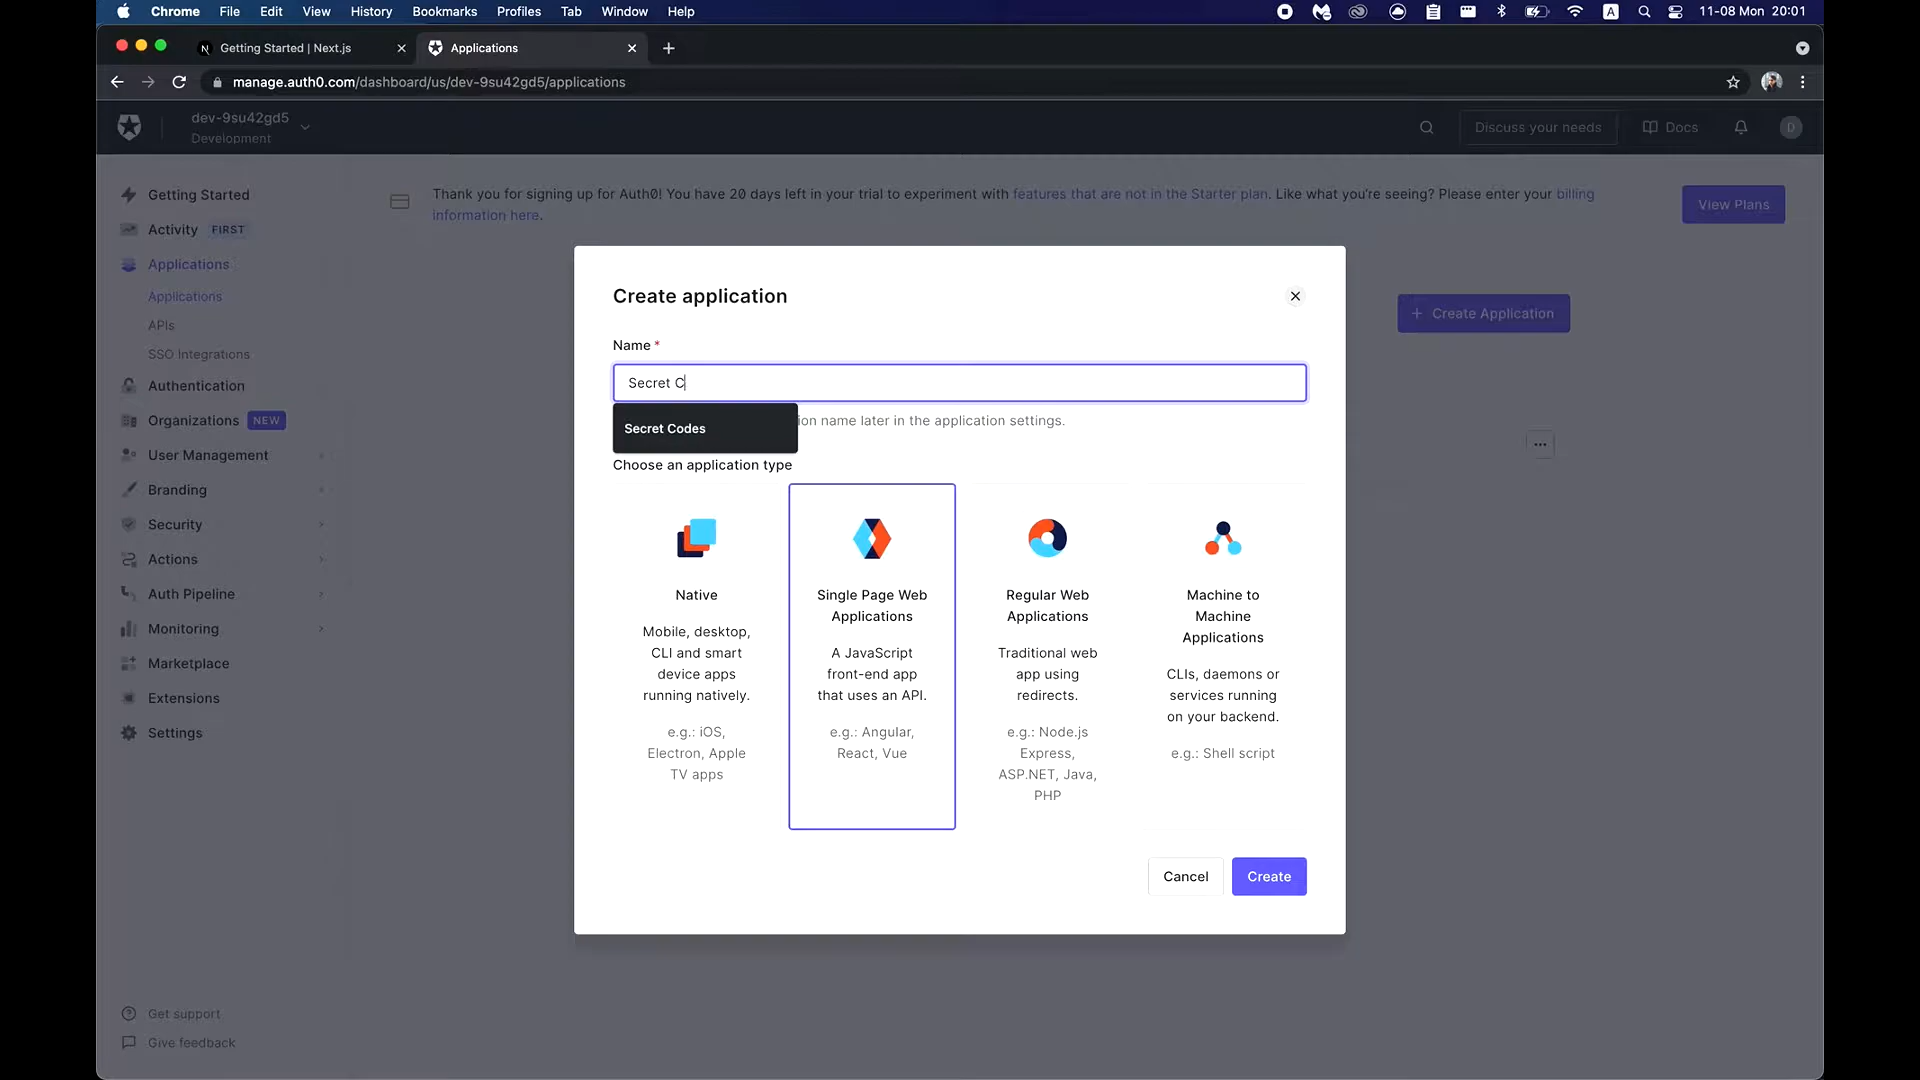 Chrome File Edit View History Bookmarks Profiles Tab Window Help A 11-08 Mon 20:01
N Getting Started | Next.js Applications
manage.auth0.com/dashboard/us/dev-9su42gd5/applications
dev-9su42gd5
Development
Discuss your needs Docs D
Thank you for signing up for Auth0! You have 20 days left in your trial to experiment with features that are not in the Starter plan. Like what you're seeing? Please enter your billing
information here.
View Plans
Getting Started
Activity FIRST
Applications
Applications
APIs
SSO Integrations
Authentication
Organizations NEW
User Management
Branding
Security
Actions
Auth Pipeline
Monitoring
Marketplace
Extensions
Settings
Get support
Give feedback
+ Create Application
Create application
Name *
Secret C
Secret Codes
ion name later in the application settings.
Choose an application type
Native
Mobile, desktop,
CLI and smart
device apps
running natively.
e.g.: iOS,
Electron, Apple
TV apps
Single Page Web
Applications
A JavaScript
front-end app
that uses an API.
e.g.: Angular,
React, Vue
Regular Web
Applications
Traditional web
app using
redirects.
e.g.: Node.js
Express,
ASP.NET, Java,
PHP
Machine to
Machine
Applications
CLIs, daemons or
services running
on your backend.
e.g.: Shell script
Cancel Create